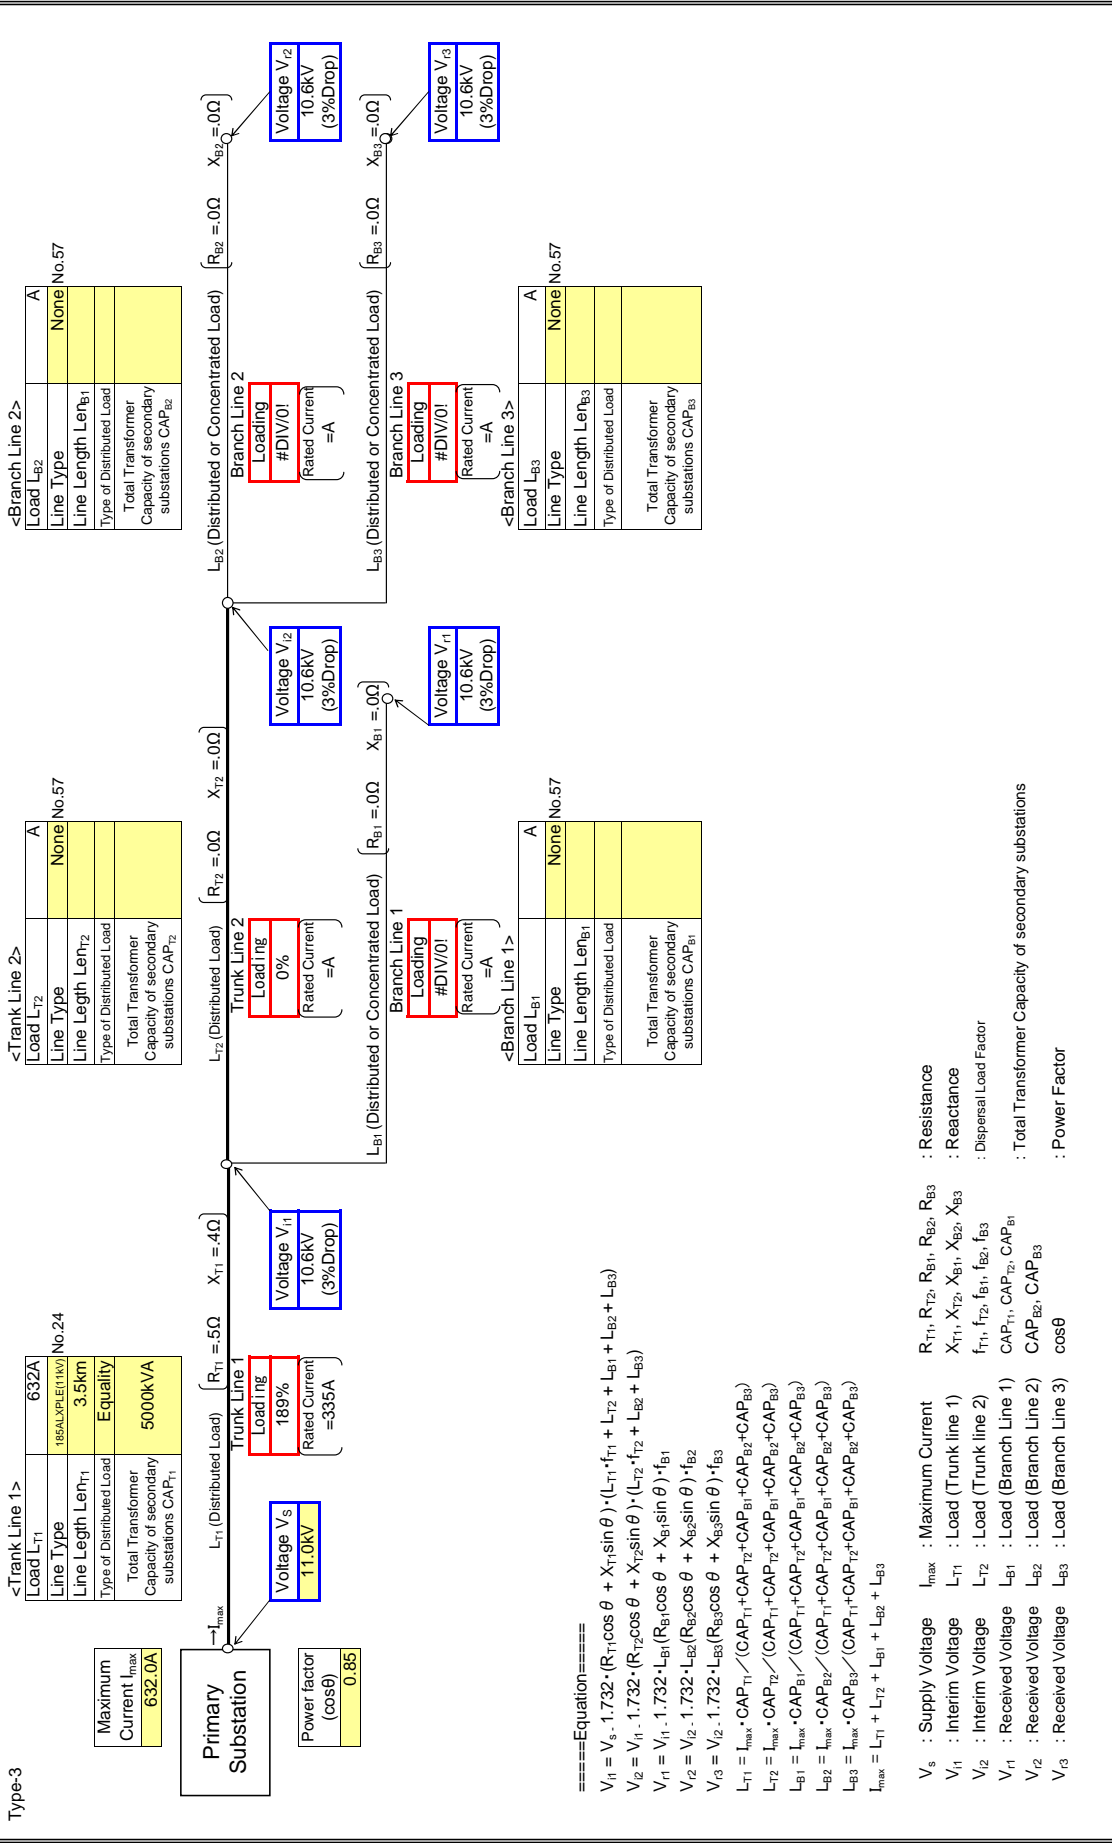 Type-3
Maximum
Current Imax
632.0A
Primary
Substation
Power factor
(cosθ)
0.85
→Imax
Voltage VS
11.0kV
<Trank Line 1>
Load LT1 632A
Line Type 185ALXPLE(11kV) No.24
Line Legth LenT1 3.5km
Type of Distributed Load Equality
Total Transformer
Capacity of secondary
substations CAPT1
5000kVA
LT1 (Distributed Load) RT1 =.5Ω XT1 =.4Ω
Trunk Line 1
Loading
189%
Rated Current
=335A
Voltage Vi1
10.6kV
(3%Drop)
<Trank Line 2>
Load LT2 A
Line Type None No.57
Line Length LenT2
Type of Distributed Load
Total Transformer
Capacity of secondary
substations CAPT2
LT2 (Distributed Load) RT2 =.0Ω XT2 =.0Ω
Trunk Line 2
Loading
0%
Rated Current
=A
Voltage Vi2
10.6kV
(3%Drop)
LB1 (Distributed or Concentrated Load) RB1 =.0Ω XB1 =.0Ω
Branch Line 1
Loading
#DIV/0!
Rated Current
=A
Voltage Vr1
10.6kV
(3%Drop)
<Branch Line 1>
Load LB1 A
Line Type None No.57
Line Length LenB1
Type of Distributed Load
Total Transformer
Capacity of secondary
substations CAPB1
<Branch Line 2>
Load LB2 A
Line Type None No.57
Line Length LenB1
Type of Distributed Load
Total Transformer
Capacity of secondary
substations CAPB2
LB2 (Distributed or Concentrated Load) RB2 =.0Ω XB2 =.0Ω
Branch Line 2
Loading
#DIV/0!
Rated Current
=A
Voltage Vr2
10.6kV
(3%Drop)
LB3 (Distributed or Concentrated Load) RB3 =.0Ω XB3 =.0Ω
Branch Line 3
Loading
#DIV/0!
Rated Current
=A
Voltage Vr3
10.6kV
(3%Drop)
<Branch Line 3>
Load LB3 A
Line Type None No.57
Line Length LenB3
Type of Distributed Load
Total Transformer
Capacity of secondary
substations CAPB3
=====Equation=====
Vi1 = Vs - 1.732・(RT1cos θ + XT1sin θ)・(LT1・fT1 + LT2 + LB1 + LB2 + LB3)
Vi2 = Vi1 - 1.732・(RT2cos θ + XT2sin θ)・(LT2・fT2 + LB2 + LB3)
Vr1 = Vi1 - 1.732・LB1(RB1cos θ + XB1sin θ)・fB1
Vr2 = Vi2 - 1.732・LB2(RB2cos θ + XB2sin θ)・fB2
Vr3 = Vi2 - 1.732・LB3(RB3cos θ + XB3sin θ)・fB3
LT1 = Imax・CAPT1／(CAPT1+CAPT2+CAPB1+CAPB2+CAPB3)
LT2 = Imax・CAPT2／(CAPT1+CAPT2+CAPB1+CAPB2+CAPB3)
LB1 = Imax・CAPB1／(CAPT1+CAPT2+CAPB1+CAPB2+CAPB3)
LB2 = Imax・CAPB2／(CAPT1+CAPT2+CAPB1+CAPB2+CAPB3)
LB3 = Imax・CAPB3／(CAPT1+CAPT2+CAPB1+CAPB2+CAPB3)
Imax = LT1 + LT2 + LB1 + LB2 + LB3
Vs : Supply Voltage Imax : Maximum Current RT1, RT2, RB1, RB2, RB3 : Resistance
Vi1 : Interim Voltage LT1 : Load (Trunk line 1) XT1, XT2, XB1, XB2, XB3 : Reactance
Vi2 : Interim Voltage LT2 : Load (Trunk line 2) fT1, fT2, fB1, fB2, fB3 : Dispersal Load Factor
Vr1 : Received Voltage LB1 : Load (Branch Line 1) CAPT1, CAPT2, CAPB1 : Total Transformer Capacity of secondary substations
Vr2 : Received Voltage LB2 : Load (Branch Line 2) CAPB2, CAPB3
Vr3 : Received Voltage LB3 : Load (Branch Line 3) cosθ : Power Factor